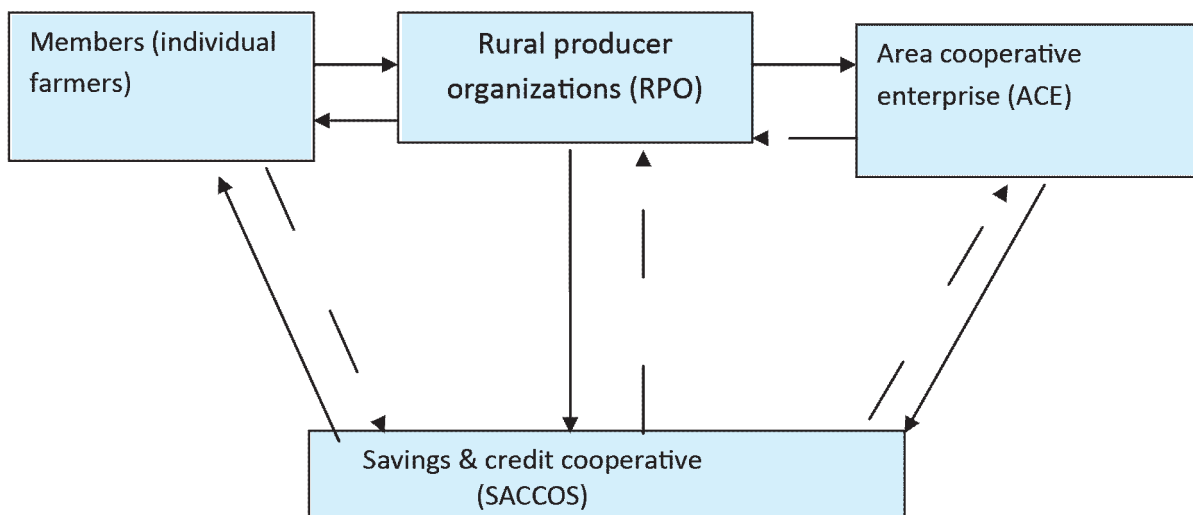 Members (individual
farmers)
Rural producer
organizations (RPO)
Area cooperative
enterprise (ACE)
Savings & credit cooperative
(SACCOS)